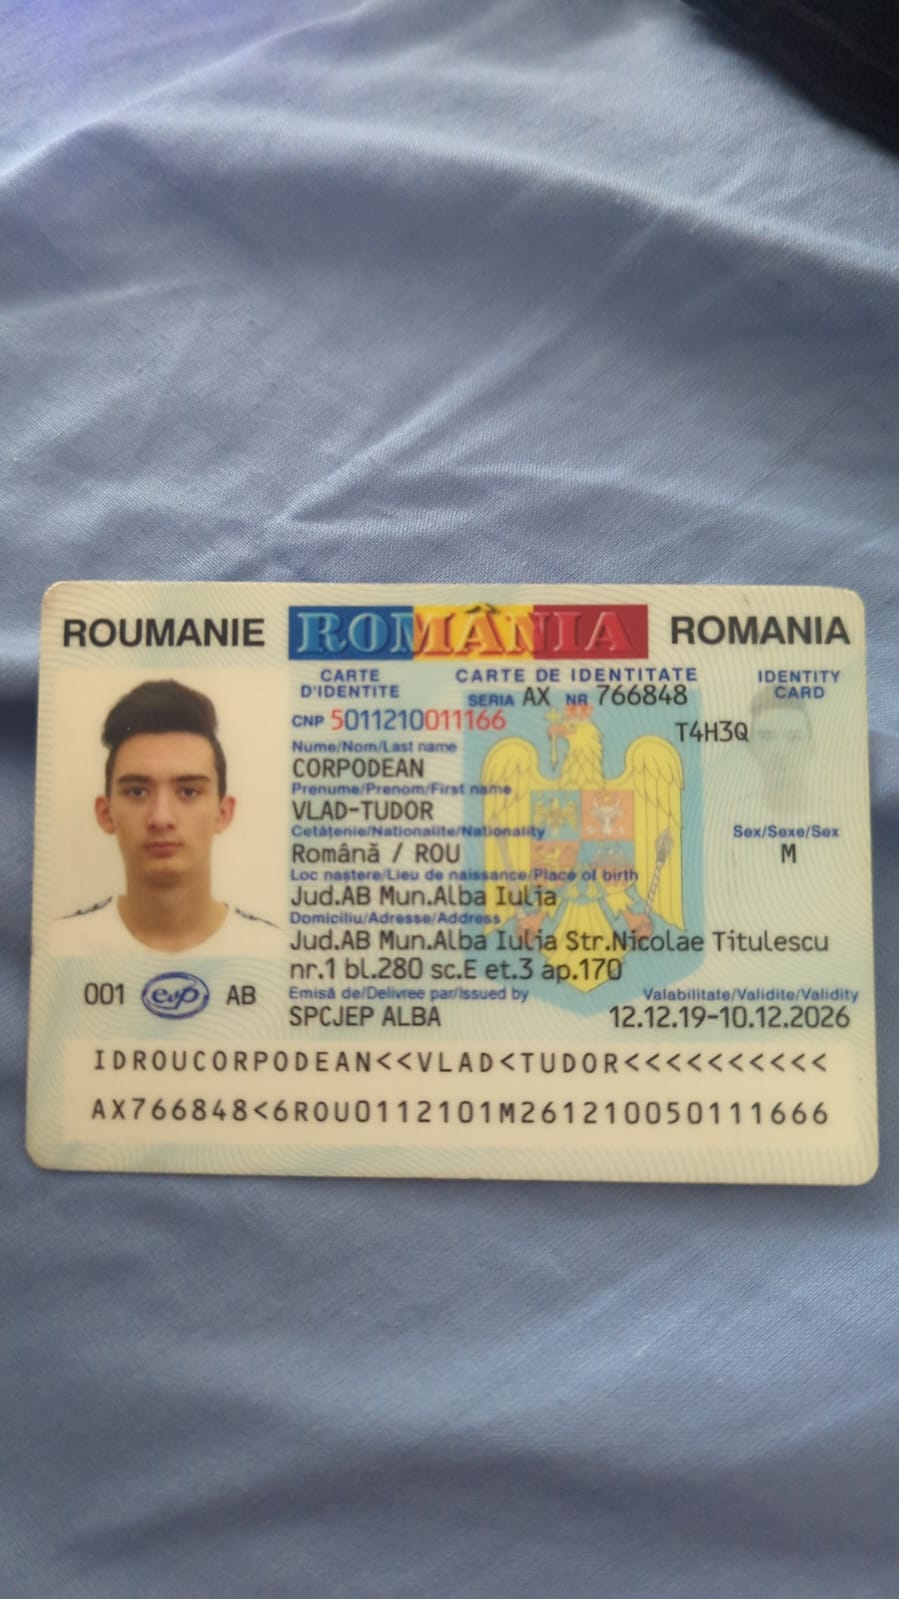 ROUMANIE ROMÂNIA ROMANIA
CARTE D'IDENTITE CARTE DE IDENTITATE IDENTITY CARD
SERIA AX NR 766848
CNP 5011210011166 T4H3Q
Nume/Nom/Last name
CORPODEAN
Prenume/Prenom/First name
VLAD-TUDOR
Cetăţenie/Nationalite/Nationality Sex/Sexe/Sex
Română / ROU M
Loc naştere/Lieu de naissance/Place of birth
Jud.AB Mun.Alba Iulia
Domiciliu/Adresse/Address
Jud.AB Mun.Alba Iulia Str.Nicolae Titulescu
nr.1 bl.280 sc.E et.3 ap.170
001 evp AB
Emisă de/Delivree par/Issued by Valabilitate/Validite/Validity
SPCJEP ALBA 12.12.19-10.12.2026
IDROUCORPODEAN<<VLAD<TUDOR<<<<<<<<<<
AX766848<6ROU0112101M261210050111666